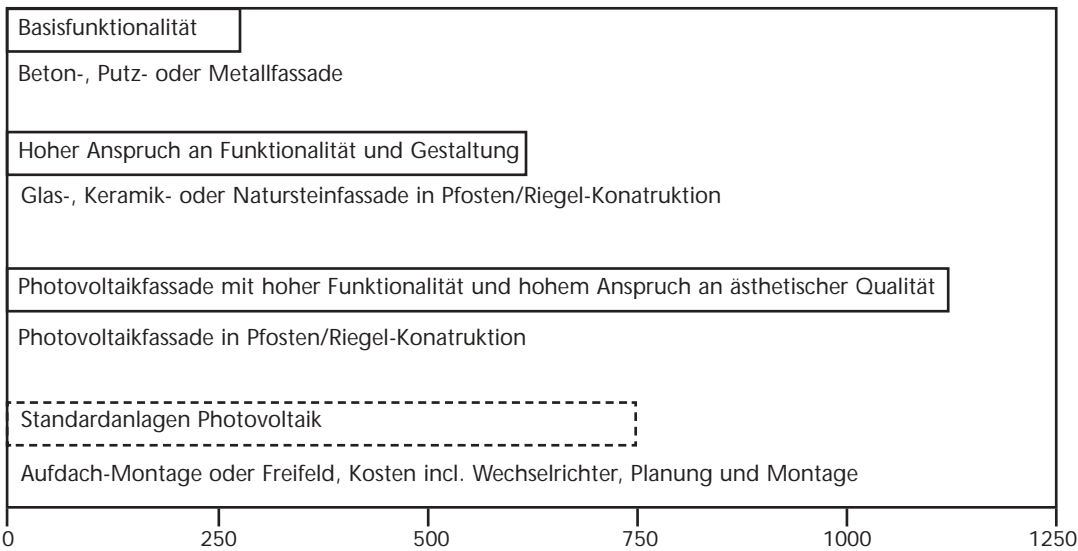 Basisfunktionalität
Beton-, Putz- oder Metallfassade
Hoher Anspruch an Funktionalität und Gestaltung
Glas-, Keramik- oder Natursteinfassade in Pfosten/Riegel-Konatruktion
Photovoltaikfassade mit hoher Funktionalität und hohem Anspruch an ästhetischer Qualität
Photovoltaikfassade in Pfosten/Riegel-Konatruktion
Standardanlagen Photovoltaik
Aufdach-Montage oder Freifeld, Kosten incl. Wechselrichter, Planung und Montage
0 250 500 750 1000 1250